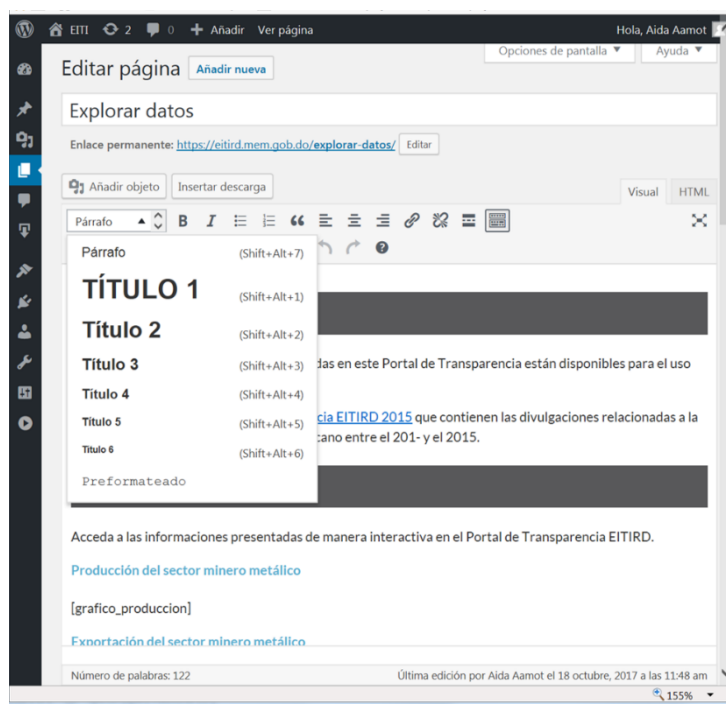 EITI 2 0 Añadir Ver página Hola, Aida Aamot
Opciones de pantalla Ayuda
Editar página Añadir nueva
Explorar datos
Enlace permanente: https://eitird.mem.gob.do/explorar-datos/ Editar
Añadir objeto Insertar descarga
Visual HTML
Párrafo B I
Párrafo (Shift+Alt+7)
TÍTULO 1 (Shift+Alt+1)
Título 2 (Shift+Alt+2)
Título 3 (Shift+Alt+3) das en este Portal de Transparencia están disponibles para el uso
Título 4 (Shift+Alt+4)
Título 5 (Shift+Alt+5) cia EITIRD 2015 que contienen las divulgaciones relacionadas a la
cano entre el 201- y el 2015.
Título 6 (Shift+Alt+6)
Preformateado
Acceda a las informaciones presentadas de manera interactiva en el Portal de Transparencia EITIRD.
Producción del sector minero metálico
[grafico_produccion]
Exportación del sector minero metálico
Número de palabras: 122 Última edición por Aida Aamot el 18 octubre, 2017 a las 11:48 am
155%